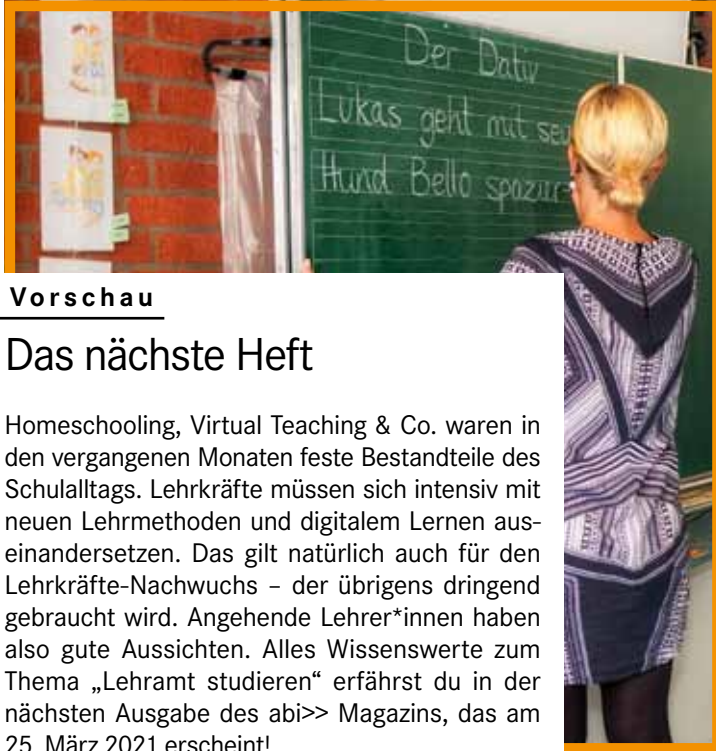 Der Dativ
Lukas geht mit seu
Hund Bello spazier
Vorschau
Das nächste Heft
Homeschooling, Virtual Teaching & Co. waren in
den vergangenen Monaten feste Bestandteile des
Schulalltags. Lehrkräfte müssen sich intensiv mit
neuen Lehrmethoden und digitalem Lernen aus-
einandersetzen. Das gilt natürlich auch für den
Lehrkräfte-Nachwuchs – der übrigens dringend
gebraucht wird. Angehende Lehrer*innen haben
also gute Aussichten. Alles Wissenswerte zum
Thema „Lehramt studieren“ erfährst du in der
nächsten Ausgabe des abi>> Magazins, das am
25. März 2021 erscheint!